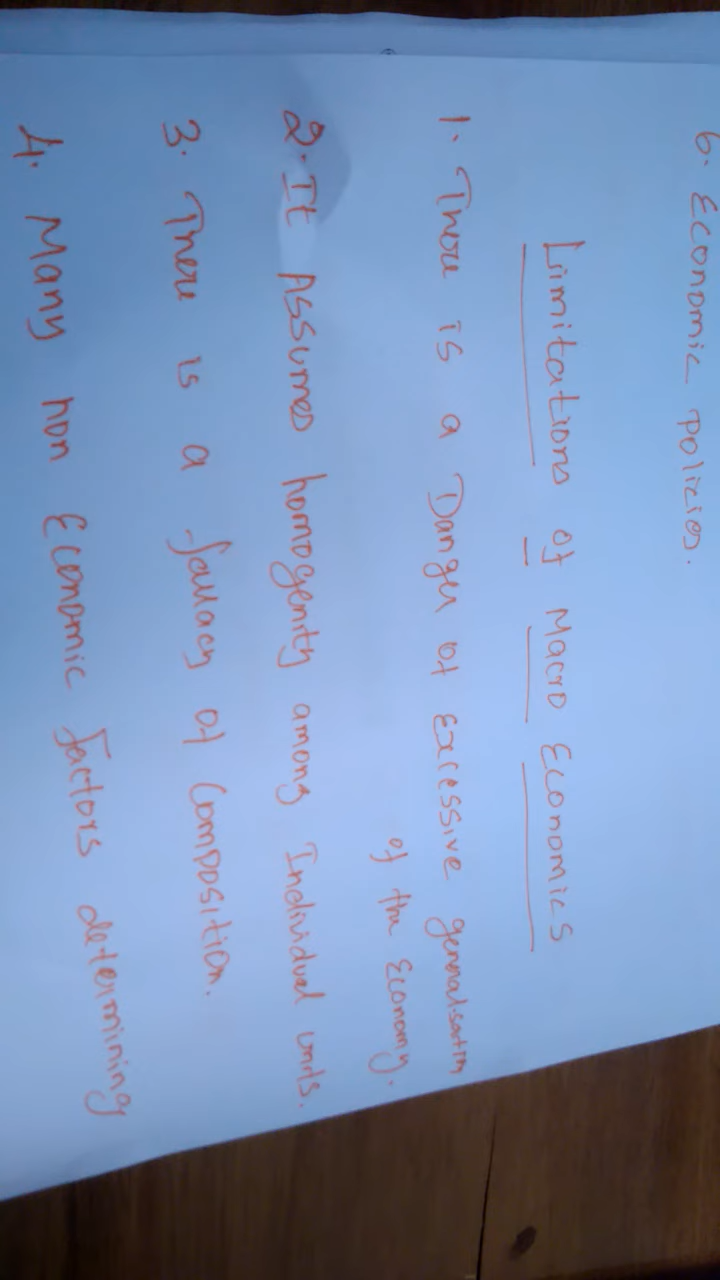 6. Economic Policies.
Limitations of Macro Economics
1. There is a Danger of Excessive generalisation
of the Economy.
2. It Assumes homogenity among Individual units.
3. There is a fallacy of Composition.
4. Many non Economic factors determining